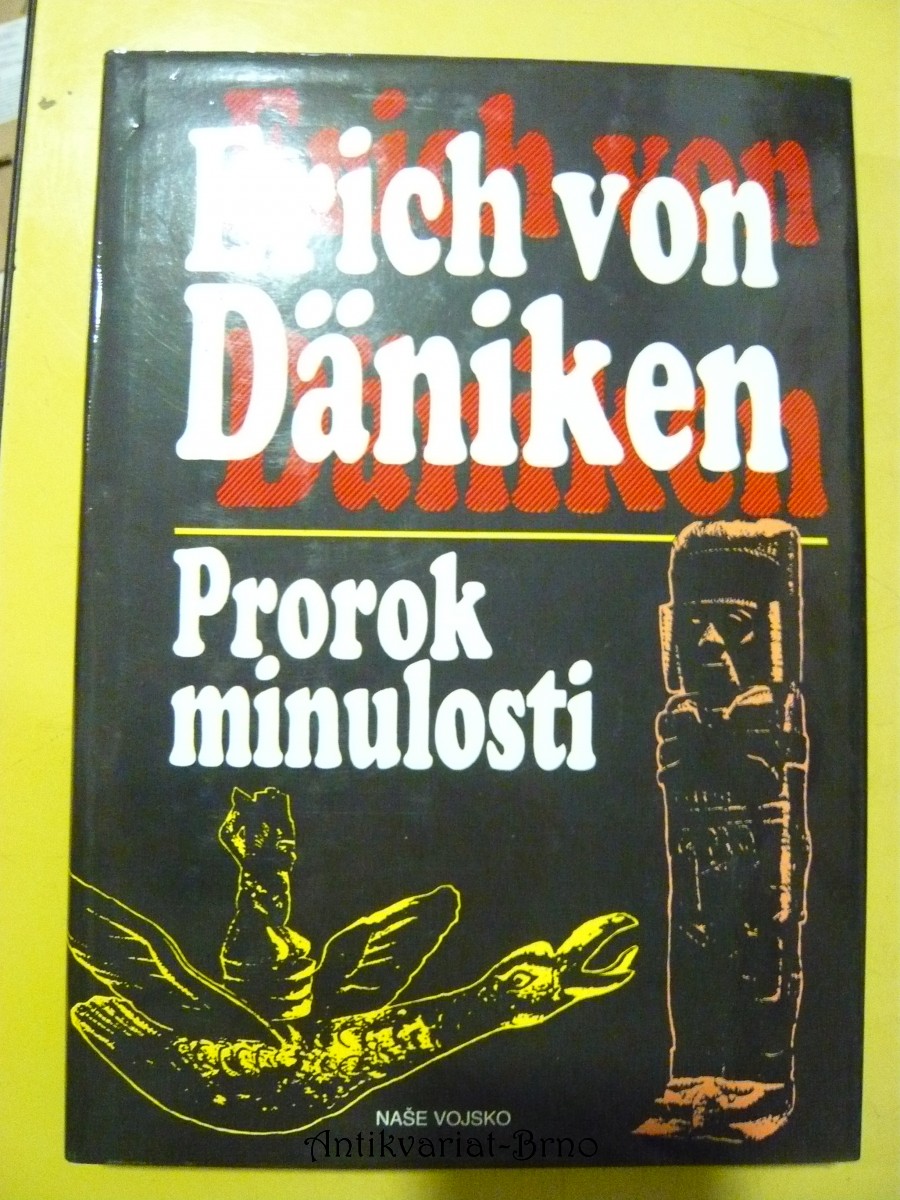 Erich von
Däniken
Prorok
minulosti
NAŠE VOJSKO
Antikvariat-Brno